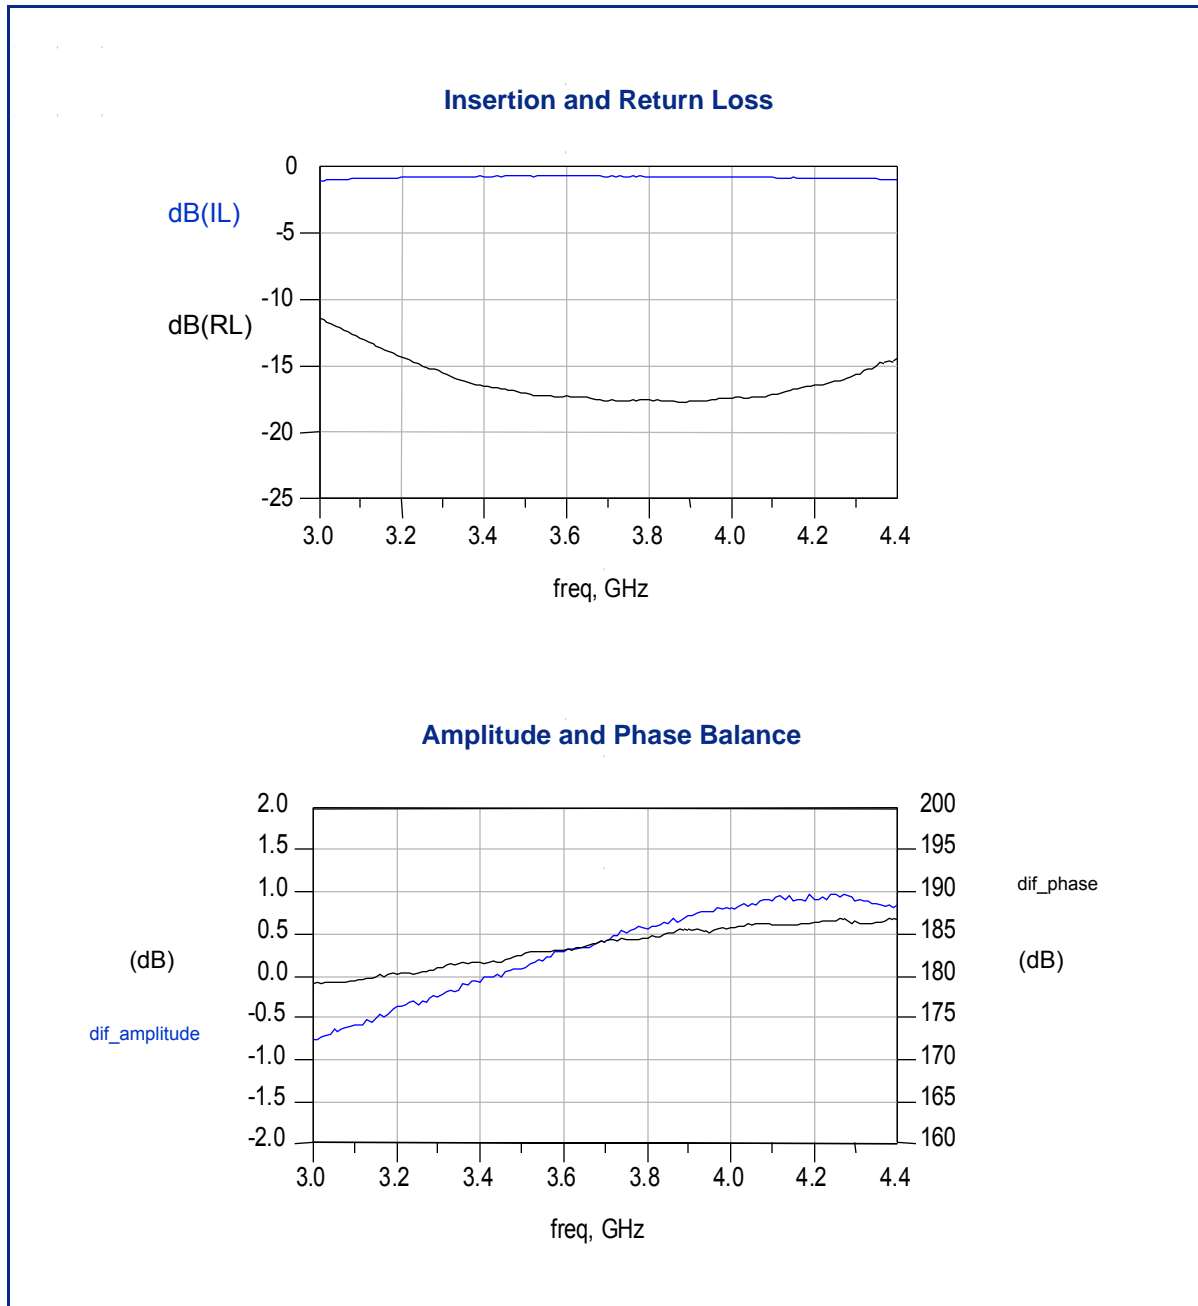 Insertion and Return Loss
0
dB(IL)
-5
-10
dB(RL)
-15
-20
-25
3.0 3.2 3.4 3.6 3.8 4.0 4.2 4.4
freq, GHz
Amplitude and Phase Balance
2.0 200
1.5 195
1.0 190
dif_phase
0.5 185
(dB) (dB)
0.0 180
-0.5 175
dif_amplitude
-1.0 170
-1.5 165
-2.0 160
3.0 3.2 3.4 3.6 3.8 4.0 4.2 4.4
freq, GHz